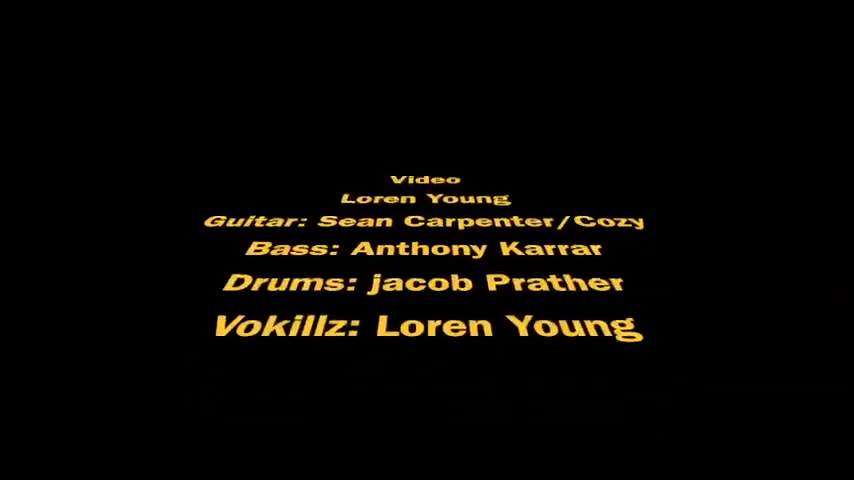 Video
Loren Young
Guitar: Sean Carpenter/Cozy
Bass: Anthony Karrar
Drums: jacob Prather
Vokillz: Loren Young